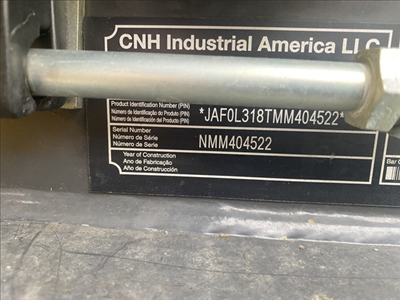 CNH Industrial America LLC
Product Identification Number (PIN)
Número de Identificação do Produto (PIN)
Número de Identificación del Producto (PIN)
*JAF0L318TMM404522*
Serial Number
Número de Série
Número de Serie
NMM404522
Year of Construction
Ano de Fabricação
Año de Construcción
Bar C